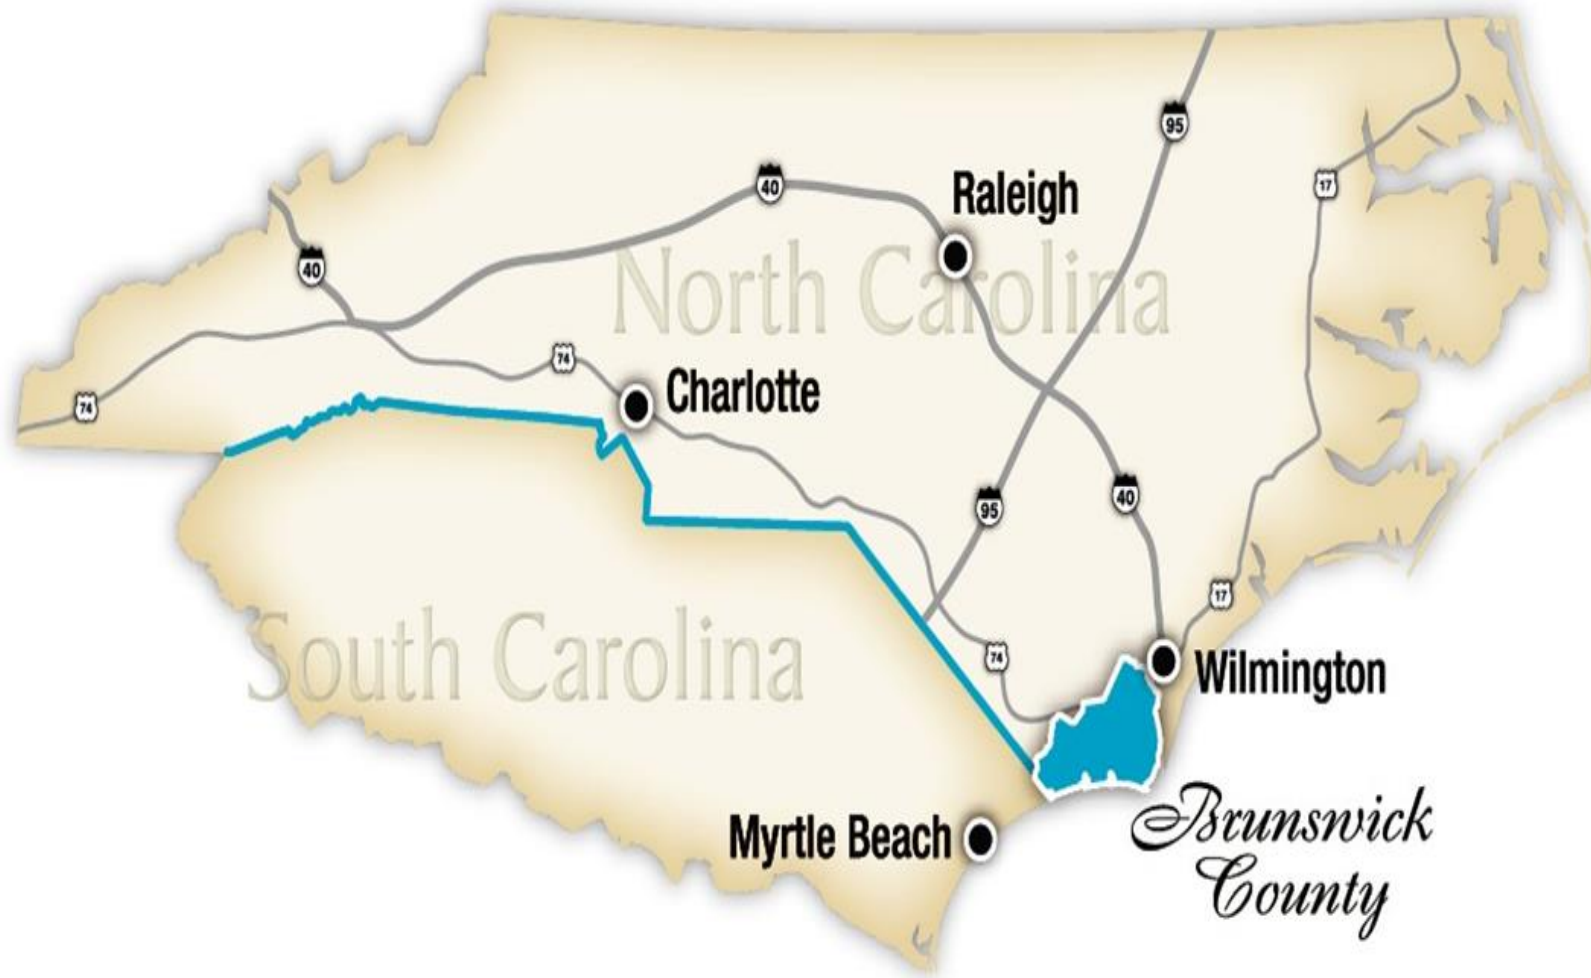 95
40
17
Raleigh
40
North Carolina
74
Charlotte
74
40
95
17
South Carolina
74
Wilmington
Myrtle Beach
Brunswick
County